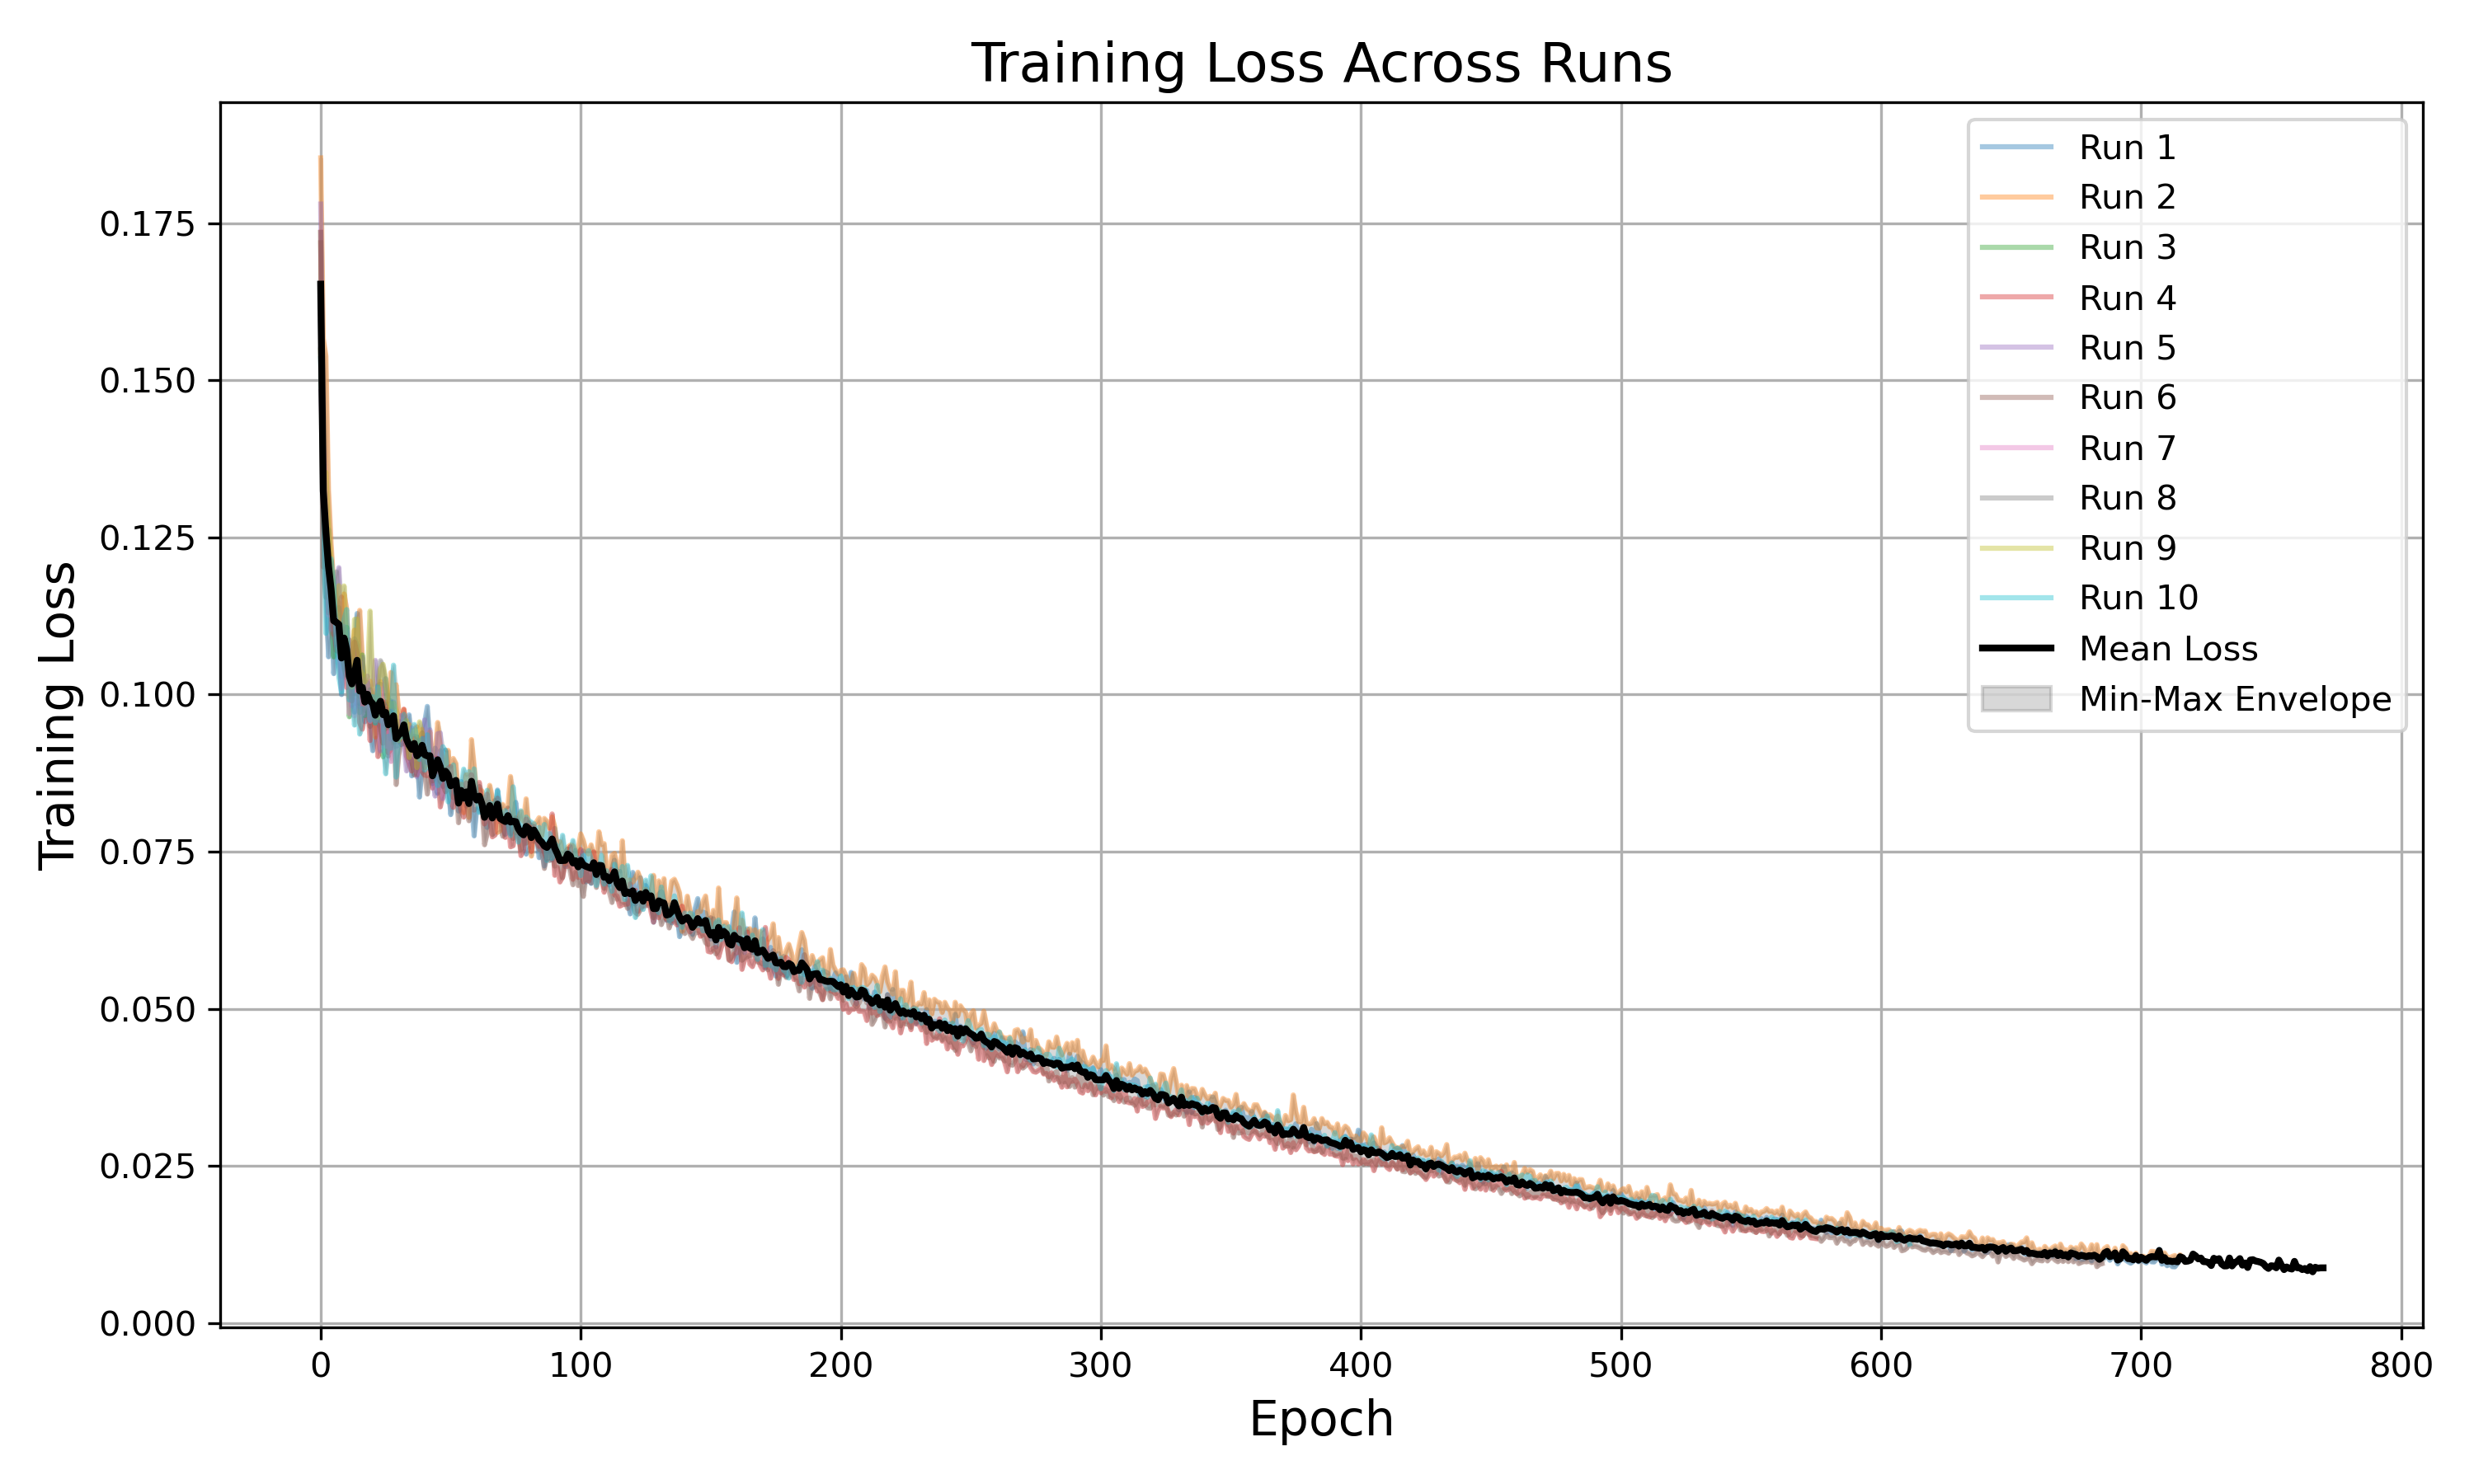 Training Loss Across Runs
Training Loss
0.175
0.150
0.125
0.100
0.075
0.050
0.025
0.000
Run 1
Run 2
Run 3
Run 4
Run 5
Run 6
Run 7
Run 8
Run 9
Run 10
Mean Loss
Min-Max Envelope
0 100 200 300 400 500 600 700 800
Epoch